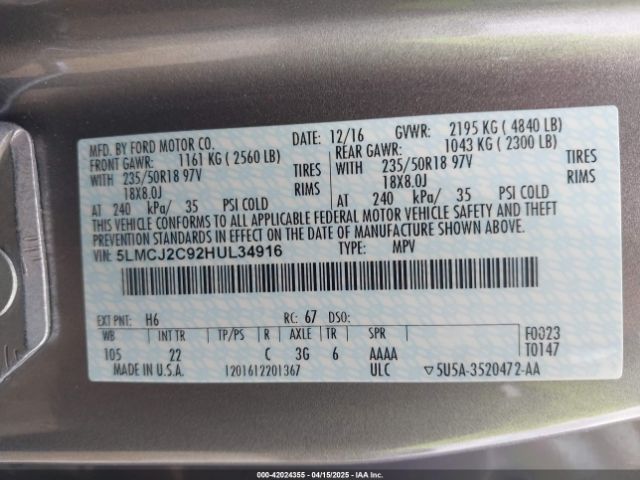 MFD. BY FORD MOTOR CO. DATE: 12/16 GVWR: 2195 KG ( 4840 LB)
FRONT GAWR: 1161 KG ( 2560 LB) REAR GAWR: 1043 KG ( 2300 LB)
WITH 235/50R18 97V TIRES WITH 235/50R18 97V TIRES
18X8.0J RIMS 18X8.0J RIMS
AT 240 kPa/ 35 PSI COLD AT 240 kPa/ 35 PSI COLD
THIS VEHICLE CONFORMS TO ALL APPLICABLE FEDERAL MOTOR VEHICLE SAFETY AND THEFT
PREVENTION STANDARDS IN EFFECT ON THE DATE OF MANUFACTURE SHOWN ABOVE.
VIN: 5LMCJ2C92HUL34916 TYPE: MPV
EXT PNT: H6 RC: 67 DSO:
WB INT TR TP/PS R AXLE TR SPR F0023
105 22 C 3G 6 AAAA T0147
MADE IN U.S.A. 1201612201367 ULC ▽5U5A-3520472-AA
000-42024355 - 04/15/2025 - IAA Inc.